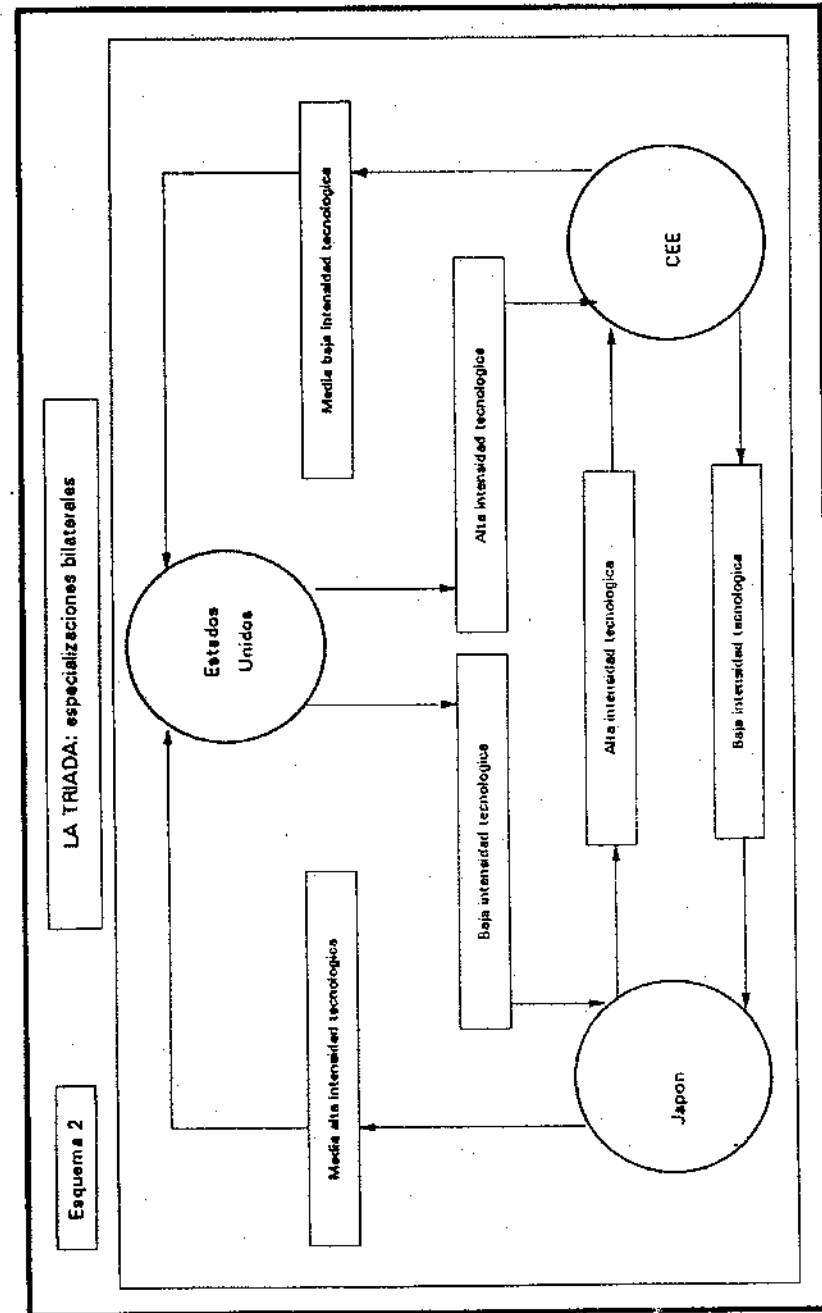 Esquema 2
LA TRIADA: especializaciones bilaterales
Estados
Unidos
Media alta intensidad tecnologica
Media baja intensidad tecnologica
Baja intensidad tecnologica
Alta intensidad tecnologica
Alta intensidad tecnologica
Baja intensidad tecnologica
Japon
CEE